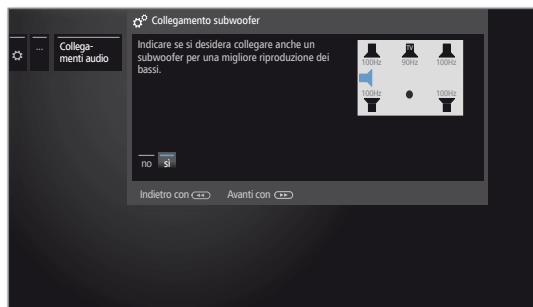 Collegamento subwoofer
...
Collega-
menti audio
Indicare se si desidera collegare anche un
subwoofer per una migliore riproduzione dei
bassi.
TV
100Hz 90Hz 100Hz
100Hz 100Hz
no sì
Indietro con Avanti con